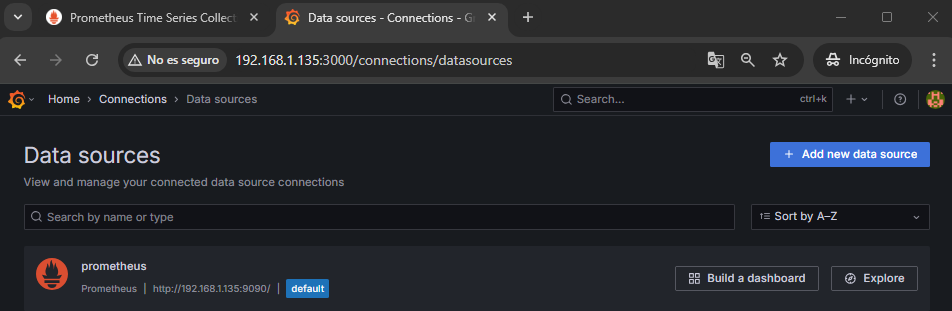 Prometheus Time Series Collect
Data sources - Connections - G
No es seguro 192.168.1.135:3000/connections/datasources Incógnito
Home › Connections › Data sources Search... ctrl+k
Data sources
Add new data source
View and manage your connected data source connections
Search by name or type Sort by A–Z
prometheus
Prometheus | http://192.168.1.135:9090/ | default
Build a dashboard Explore